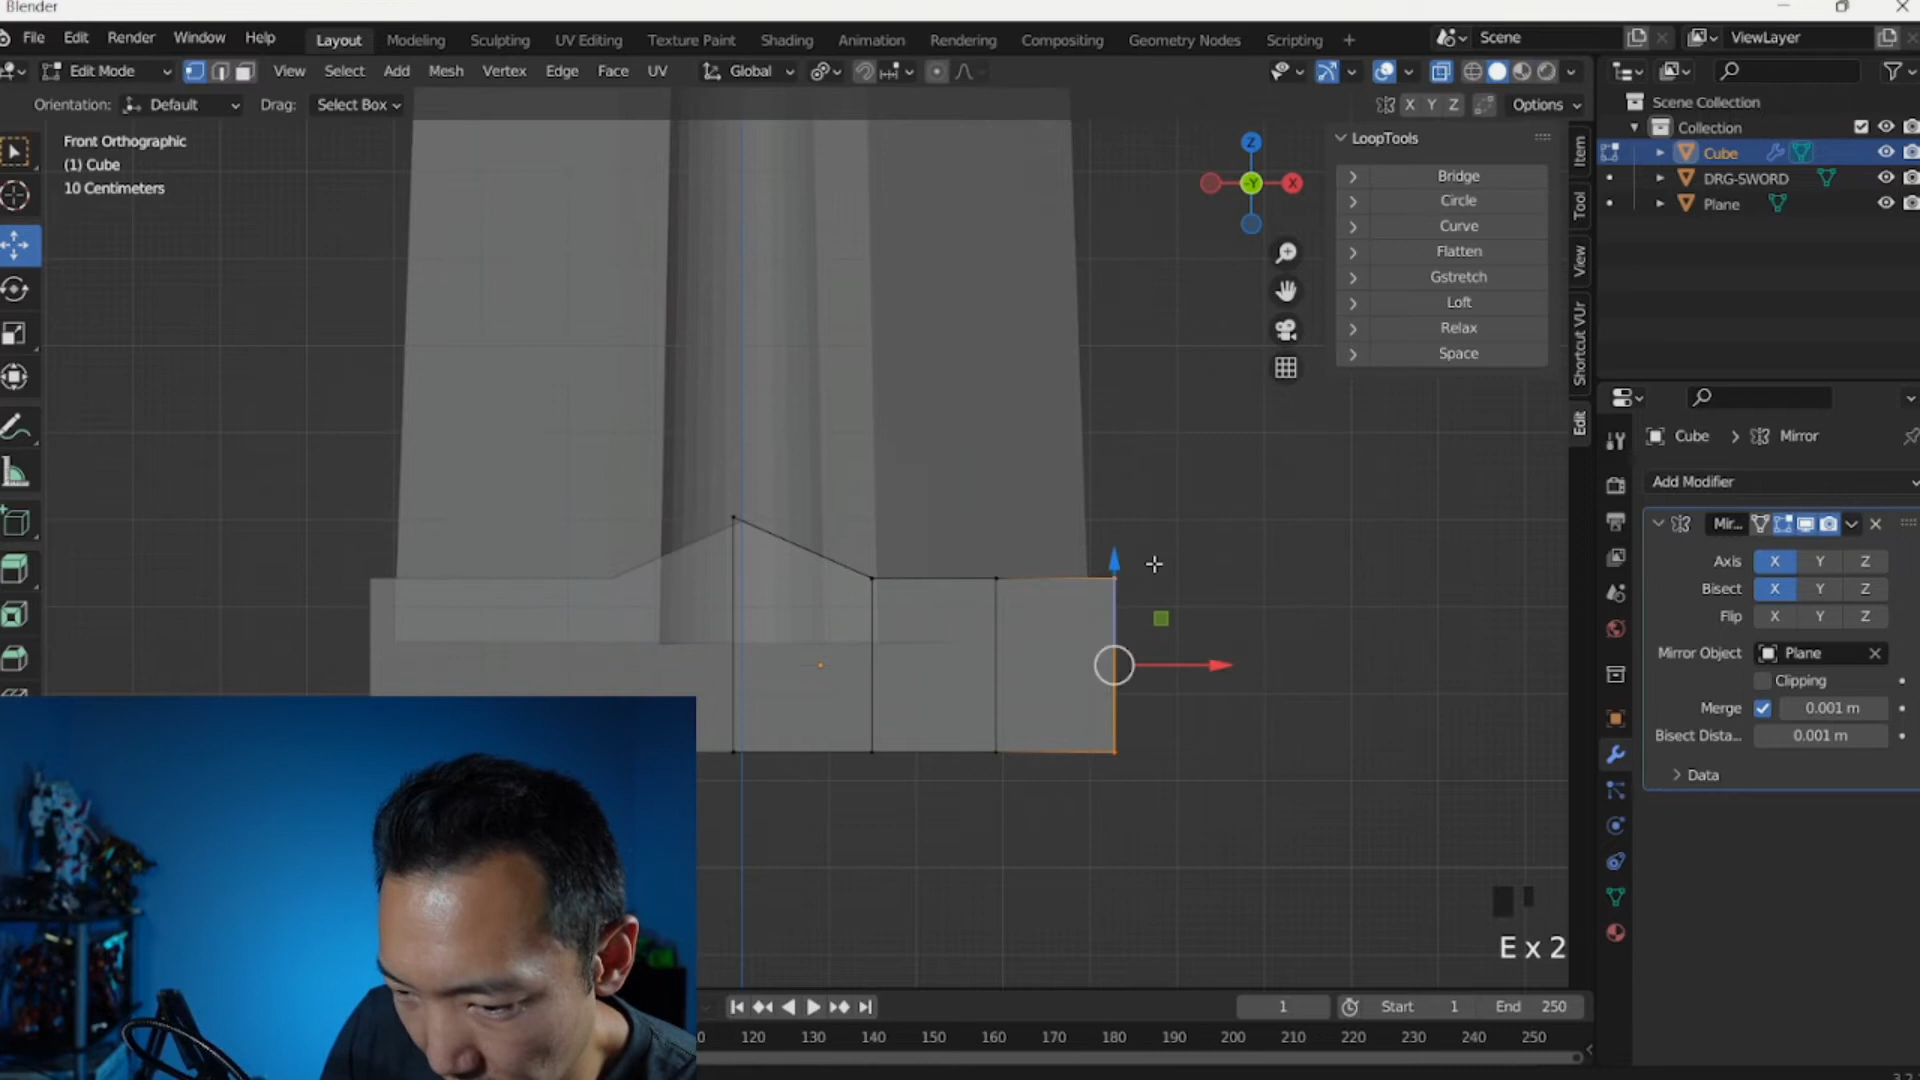 Blender
File Edit Render Window Help Layout Modeling Sculpting UV Editing Texture Paint Shading Animation Rendering Compositing Geometry Nodes Scripting + Scene ViewLayer
Edit Mode View Select Add Mesh Vertex Edge Face UV Global
Orientation: Default Drag: Select Box X Y Z Options
Front Orthographic
(1) Cube
10 Centimeters
Z
-Y X
LoopTools
Bridge
Circle
Curve
Flatten
Gstretch
Loft
Relax
Space
Item
Tool
View
Shortcut VUr
Edit
Scene Collection
Collection
Cube
DRG-SWORD
Plane
Cube > Mirror
Add Modifier
Mir...
Axis X Y Z
Bisect X Y Z
Flip X Y Z
Mirror Object Plane
Clipping
Merge 0.001 m
Bisect Dista... 0.001 m
Data
E x 2
1 Start 1 End 250
120 130 140 150 160 170 180 190 200 210 220 230 240 250